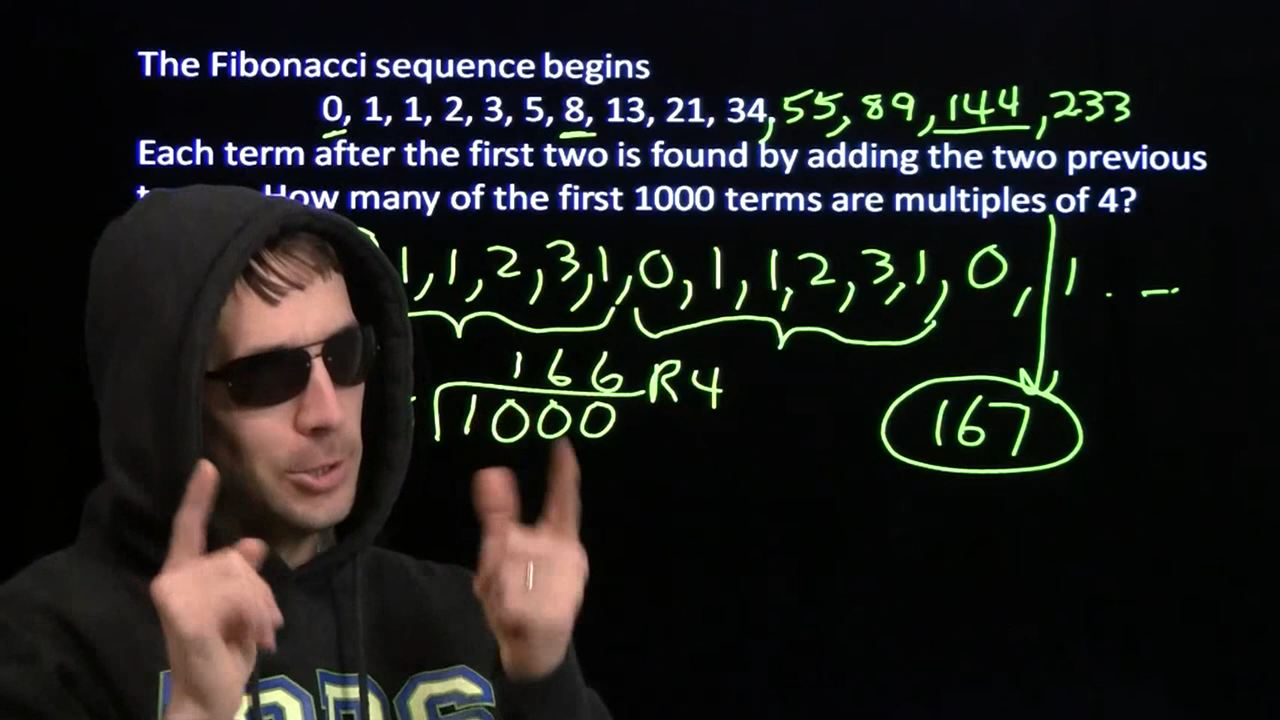 The Fibonacci sequence begins
0, 1, 1, 2, 3, 5, 8, 13, 21, 34, 55, 89, 144, 233
Each term after the first two is found by adding the two previous
How many of the first 1000 terms are multiples of 4?
1, 1, 2, 3, 1, 0, 1, 1, 2, 3, 1, 0, 1 . _ .
166 R4
1000
167